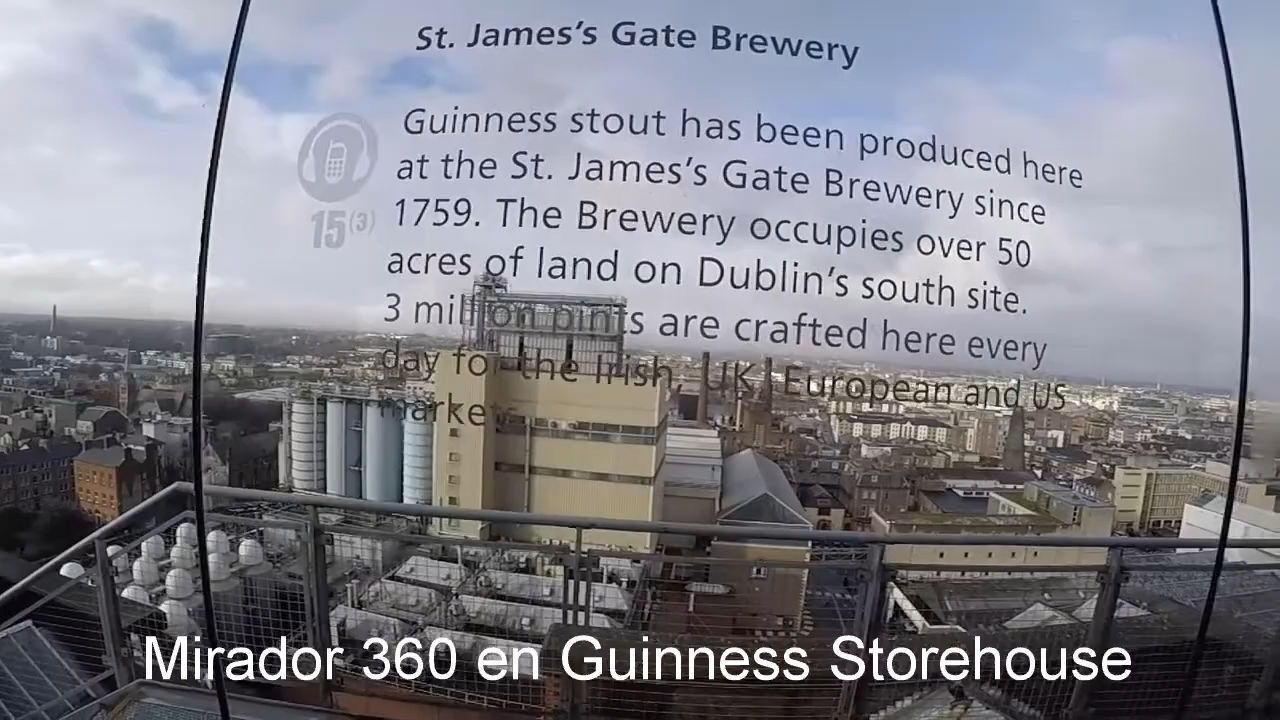 St. James's Gate Brewery
Guinness stout has been produced here
at the St. James's Gate Brewery since
1759. The Brewery occupies over 50
acres of land on Dublin's south site.
3 million pints are crafted here every
day for the Irish, UK, European and US
markets.
15(3)
Mirador 360 en Guinness Storehouse